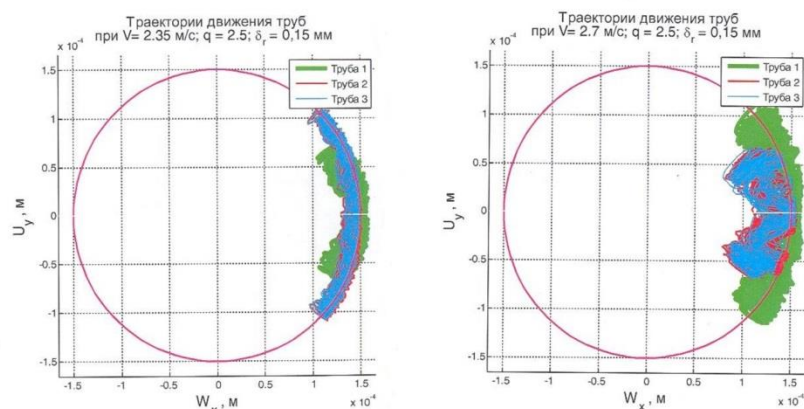 Траектории движения труб
при V= 2.35 м/с; q = 2.5; δr = 0,15 мм
x 10⁻⁴
1.5
1
0.5
0
-0.5
-1
-1.5
Uy , м
Труба 1
Труба 2
Труба 3
-1.5 -1 -0.5 0 0.5 1 1.5
x 10⁻⁴
Траектории движения труб
при V= 2.7 м/с; q = 2.5; δr = 0,15 мм
x 10⁻⁴
1.5
1
0.5
0
-0.5
-1
-1.5
Uy , м
Труба 1
Труба 2
Труба 3
-1.5 -1 -0.5 0 0.5 1 1.5
x 10⁻⁴
Wx , м